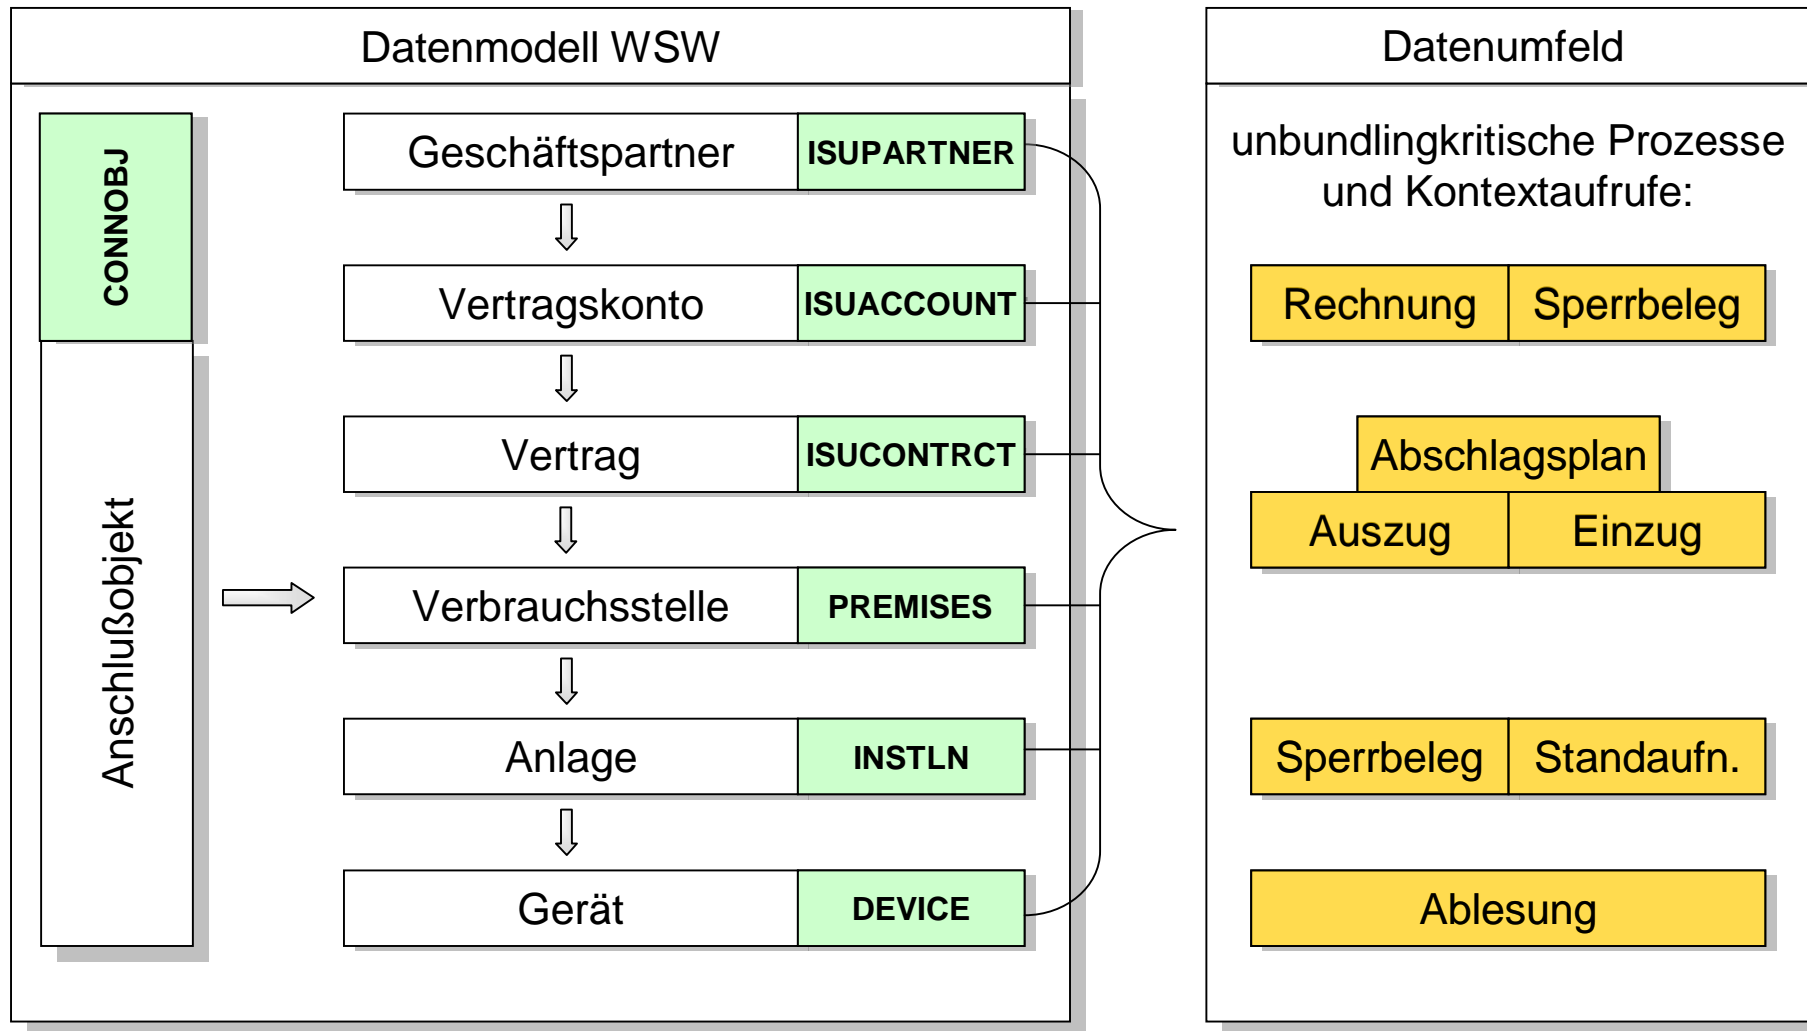 Datenmodell WSW
CONNOBJ
Anschlußobjekt
Geschäftspartner ISUPARTNER
Vertragskonto ISUACCOUNT
Vertrag ISUCONTRCT
Verbrauchsstelle PREMISES
Anlage INSTLN
Gerät DEVICE
Datenumfeld
unbundlingkritische Prozesse
und Kontextaufrufe:
Rechnung Sperrbeleg
Abschlagsplan
Auszug Einzug
Sperrbeleg Standaufn.
Ablesung